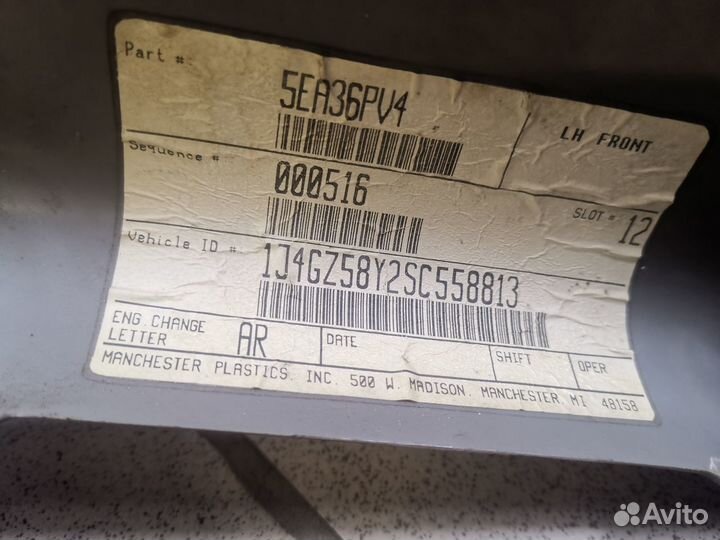 Part #
5EA36PV4
LH FRONT
Sequence #
000516
SLOT # 12
Vehicle ID #
1J4GZ58Y2SC558813
ENG. CHANGE LETTER AR
DATE
SHIFT
OPER
MANCHESTER PLASTICS, INC. 500 W. MADISON, MANCHESTER, MI 48158
Avito